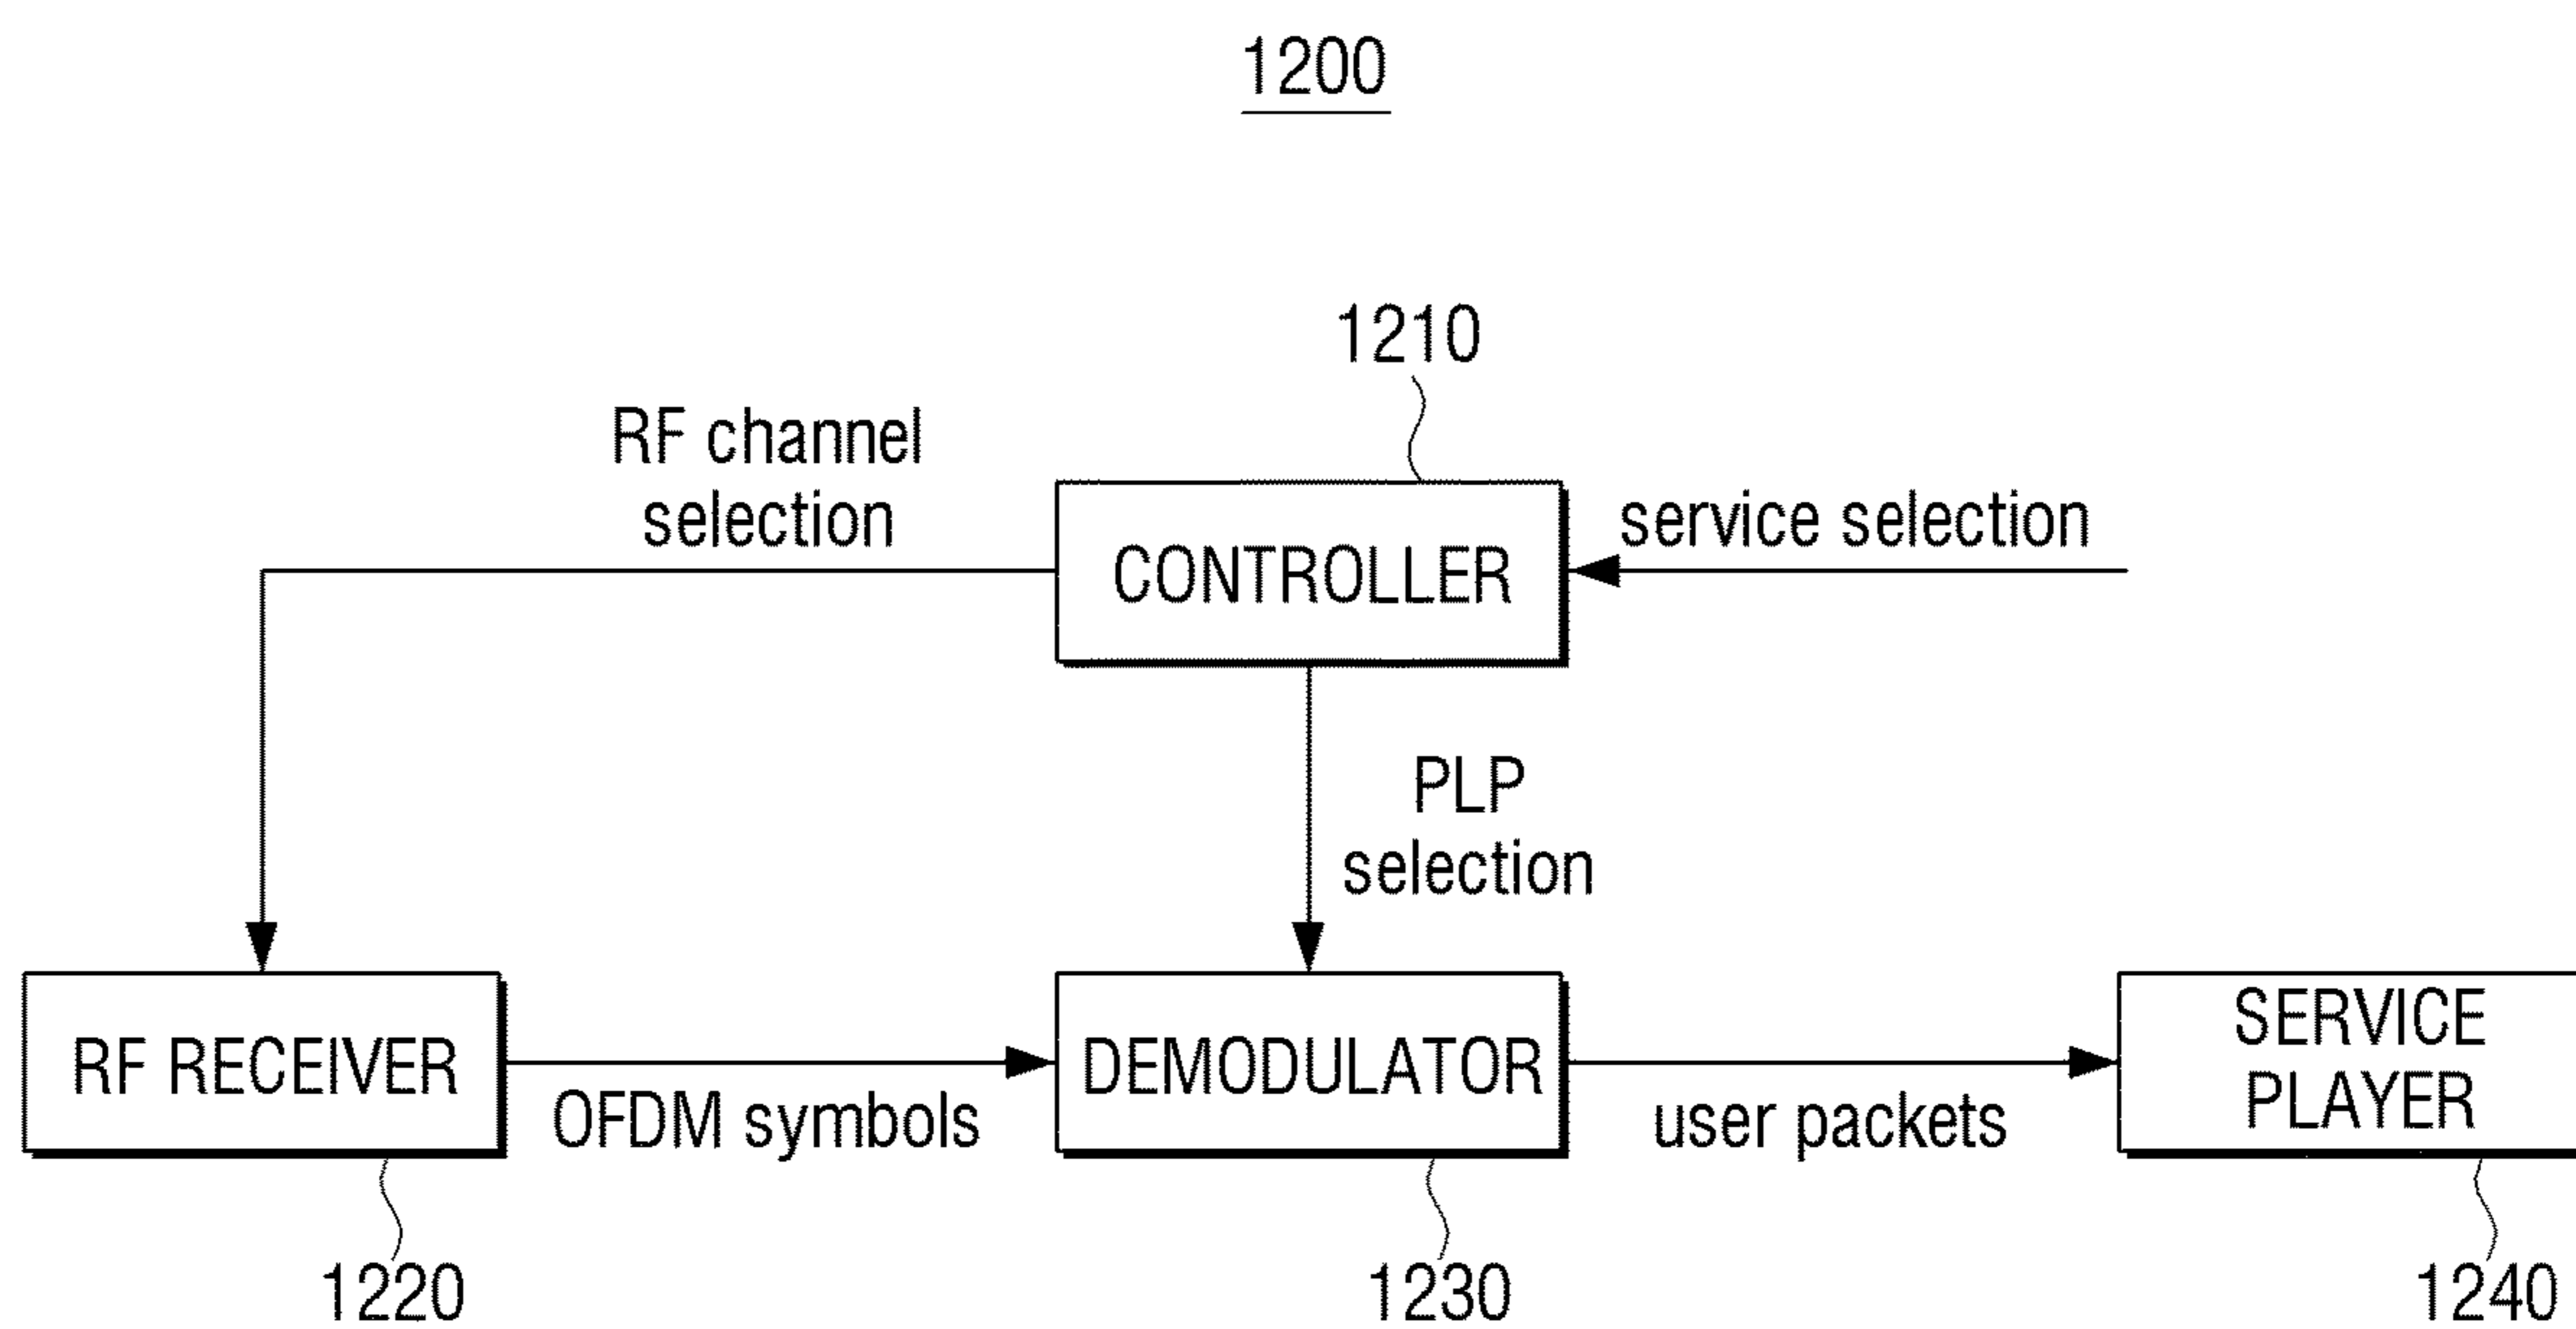 1200
1210
RF channel
selection
service selection
CONTROLLER
PLP
selection
RF RECEIVER
OFDM symbols
DEMODULATOR
user packets
SERVICE
PLAYER
1220
1230
1240